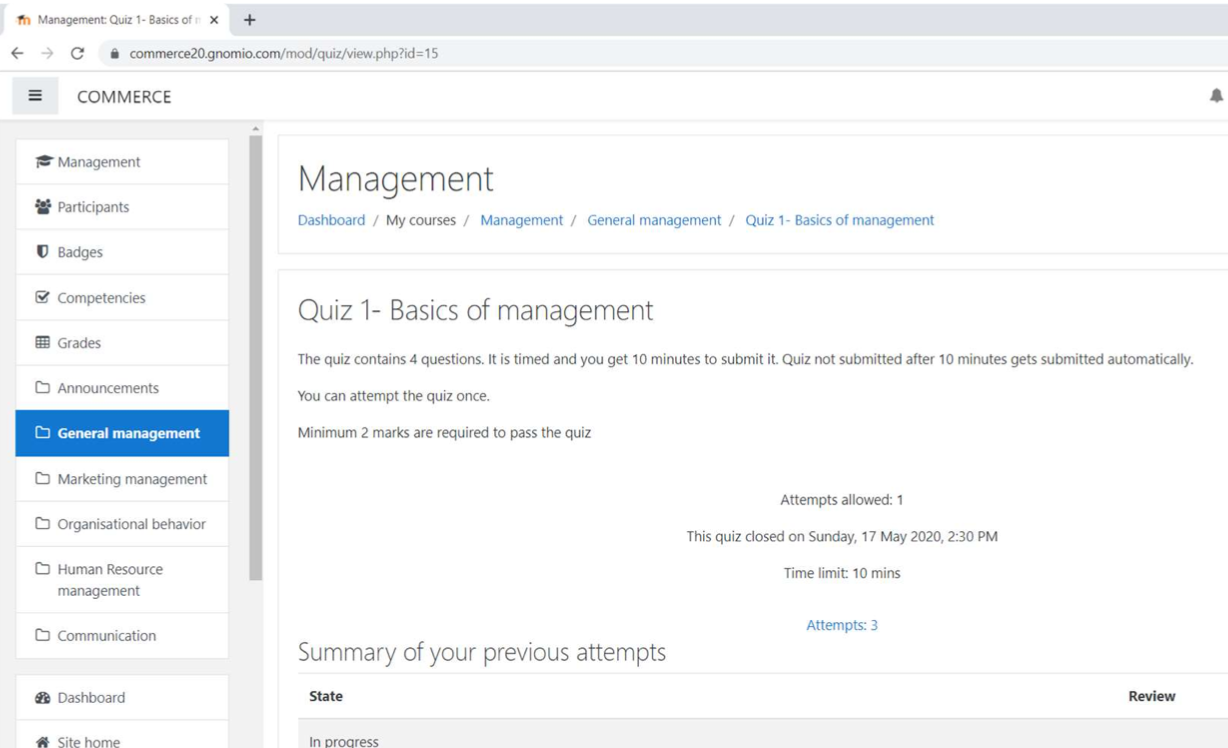 Management: Quiz 1- Basics of
commerce20.gnomio.com/mod/quiz/view.php?id=15
COMMERCE
Management
Participants
Badges
Competencies
Grades
Announcements
General management
Marketing management
Organisational behavior
Human Resource
management
Communication
Dashboard
Site home
Management
Dashboard / My courses / Management / General management / Quiz 1- Basics of management
Quiz 1- Basics of management
The quiz contains 4 questions. It is timed and you get 10 minutes to submit it. Quiz not submitted after 10 minutes gets submitted automatically.
You can attempt the quiz once.
Minimum 2 marks are required to pass the quiz
Attempts allowed: 1
This quiz closed on Sunday, 17 May 2020, 2:30 PM
Time limit: 10 mins
Attempts: 3
Summary of your previous attempts
State Review
In progress